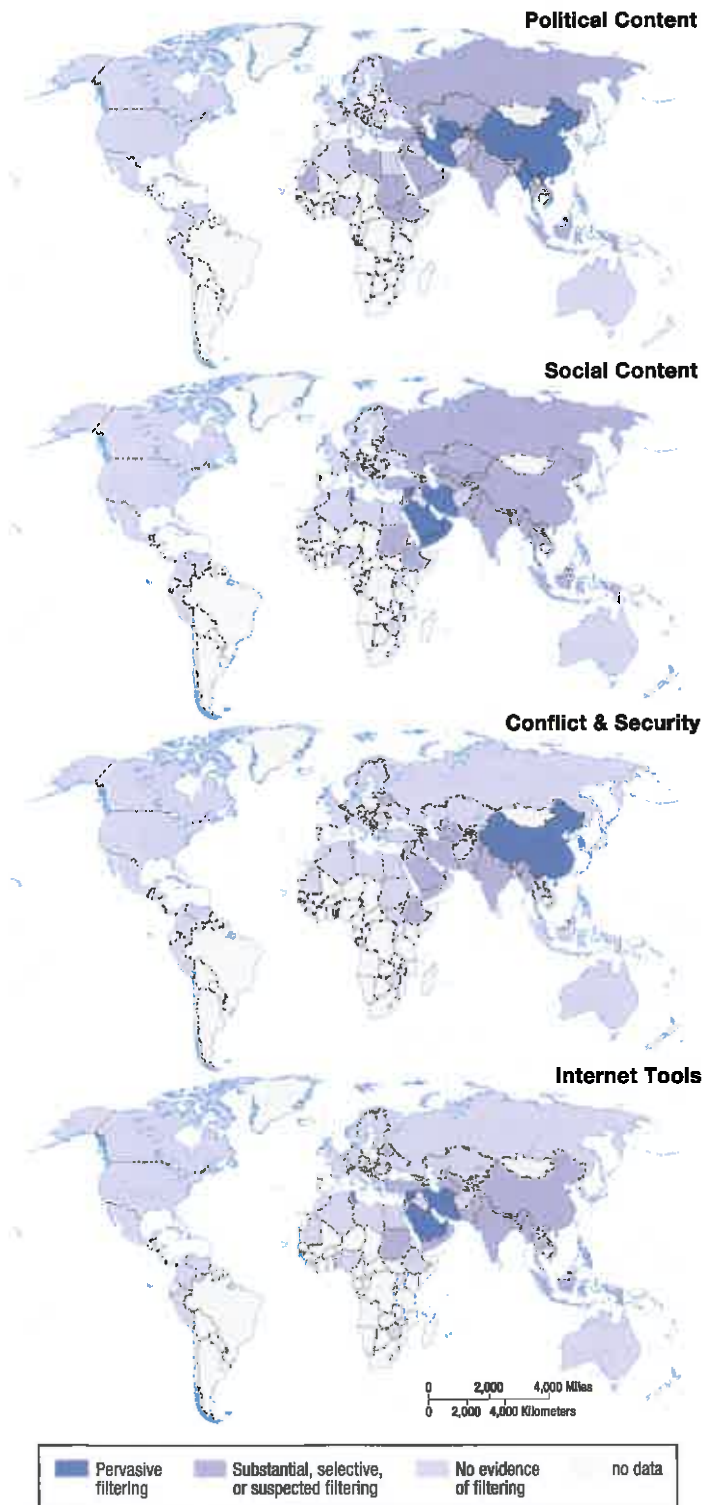 Political Content
Social Content
Conflict & Security
Internet Tools
0 2,000 4,000 Miles
0 2,000 4,000 Kilometers
Pervasive
filtering
Substantial, selective,
or suspected filtering
No evidence
of filtering
no data